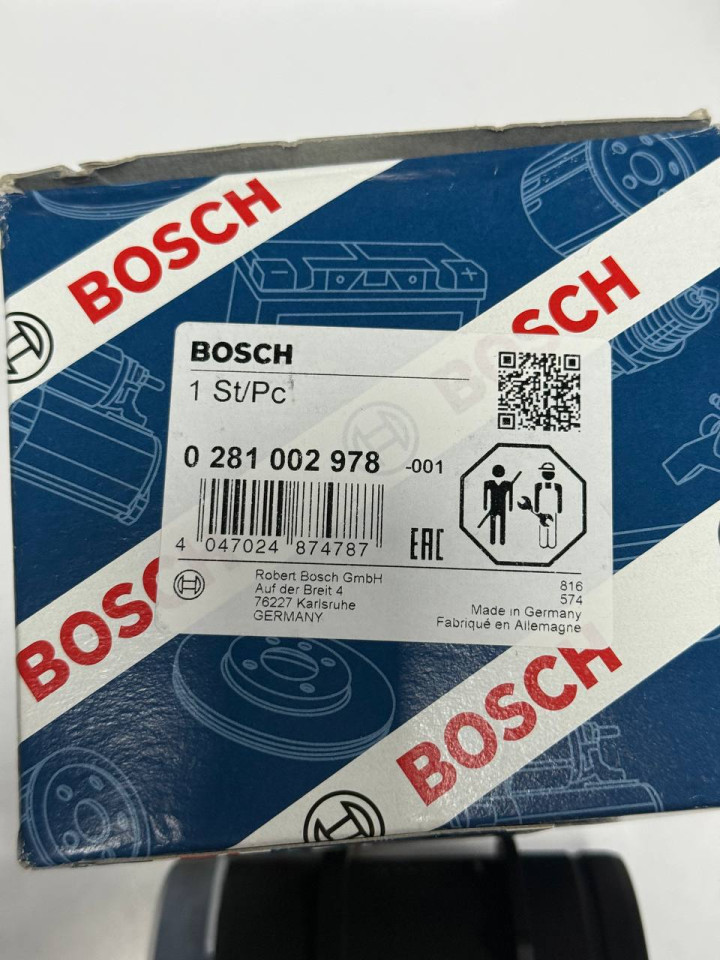 BOSCH
BOSCH
BOSCH
1 St/Pc
0 281 002 978 -001
4 047024 874787
EAC
Robert Bosch GmbH
Auf der Breit 4
76227 Karlsruhe
GERMANY
816
574
Made in Germany
Fabriqué en Allemagne
BOSCH
BOSCH